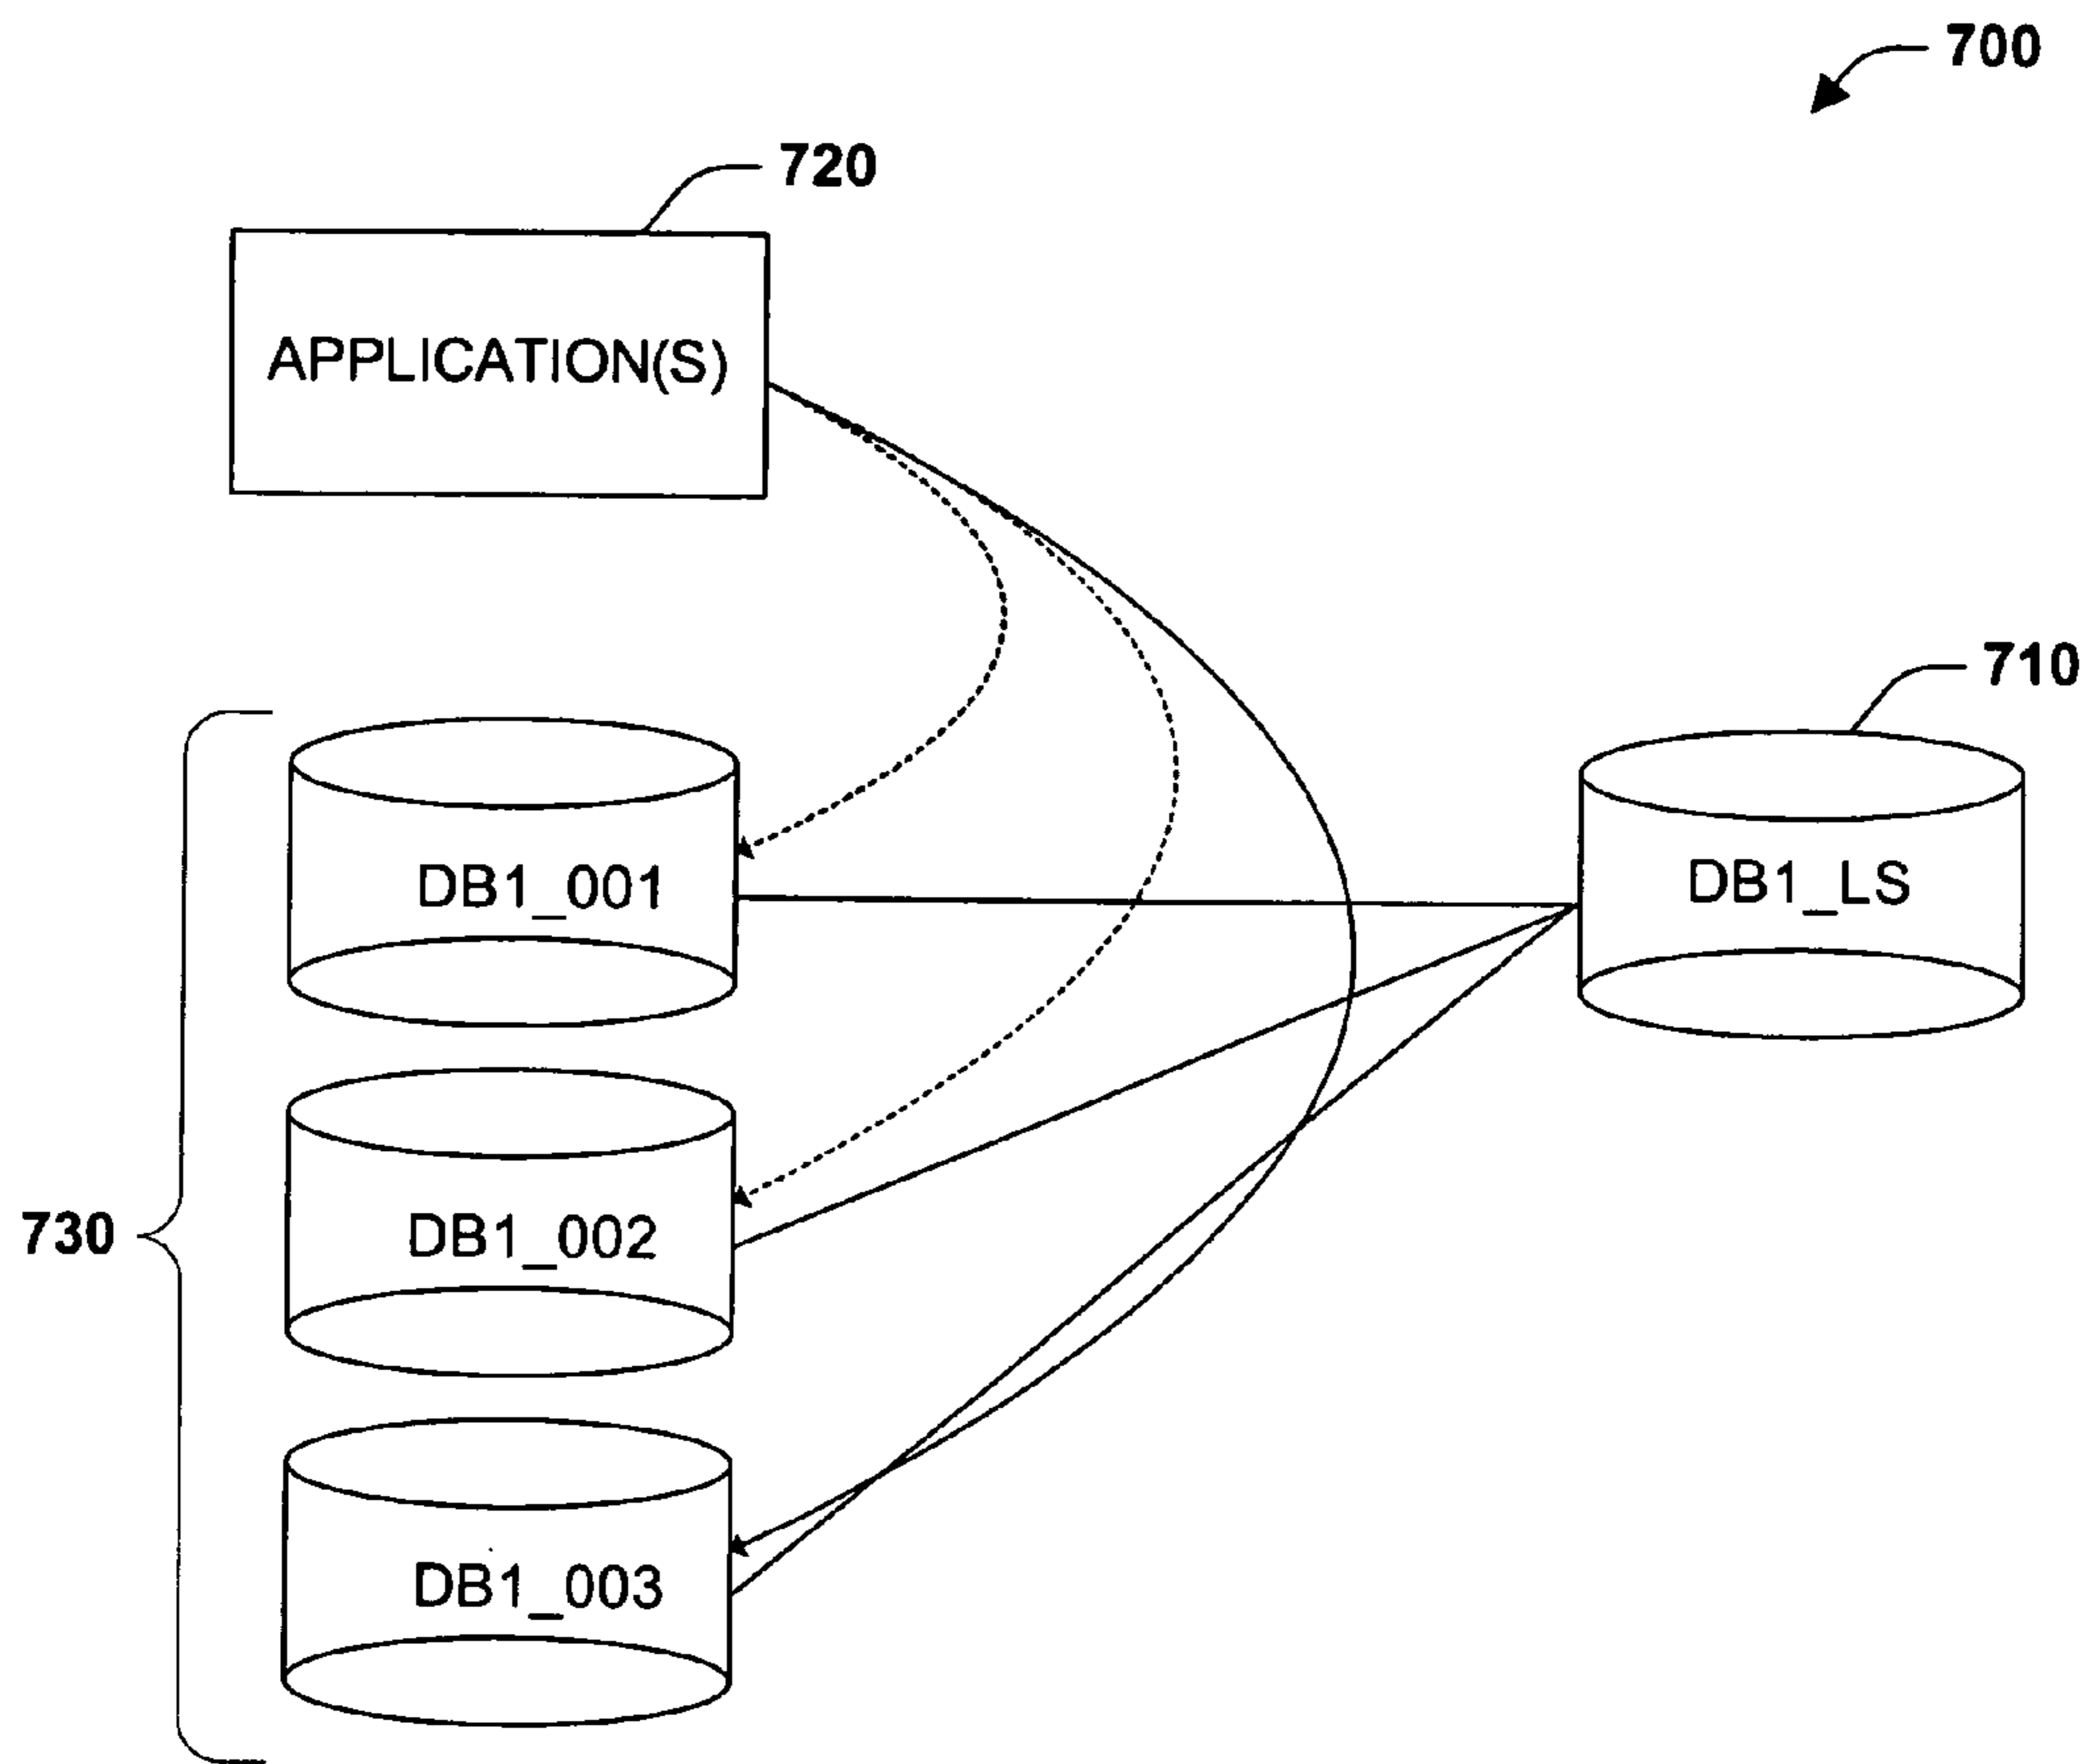 700
720
APPLICATION(S)
710
DB1_001
DB1_LS
730
DB1_002
DB1_003